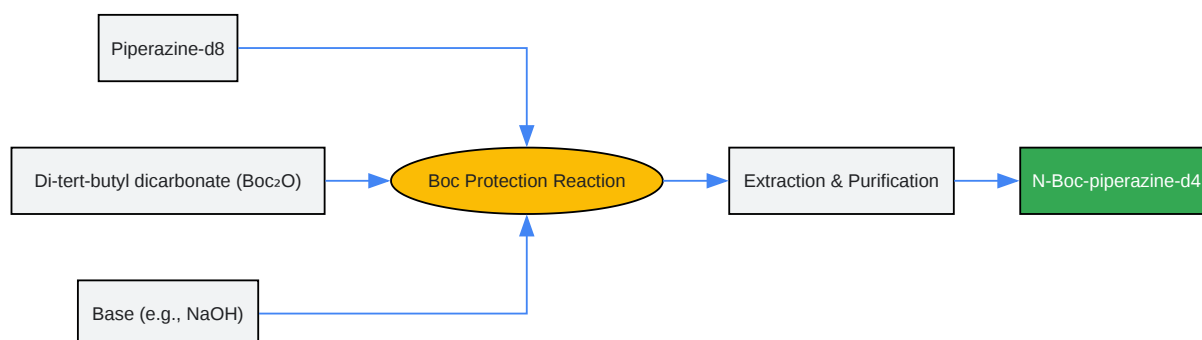 Piperazine-d8
Di-tert-butyl dicarbonate (Boc₂O)
Boc Protection Reaction
Extraction & Purification
N-Boc-piperazine-d4
Base (e.g., NaOH)